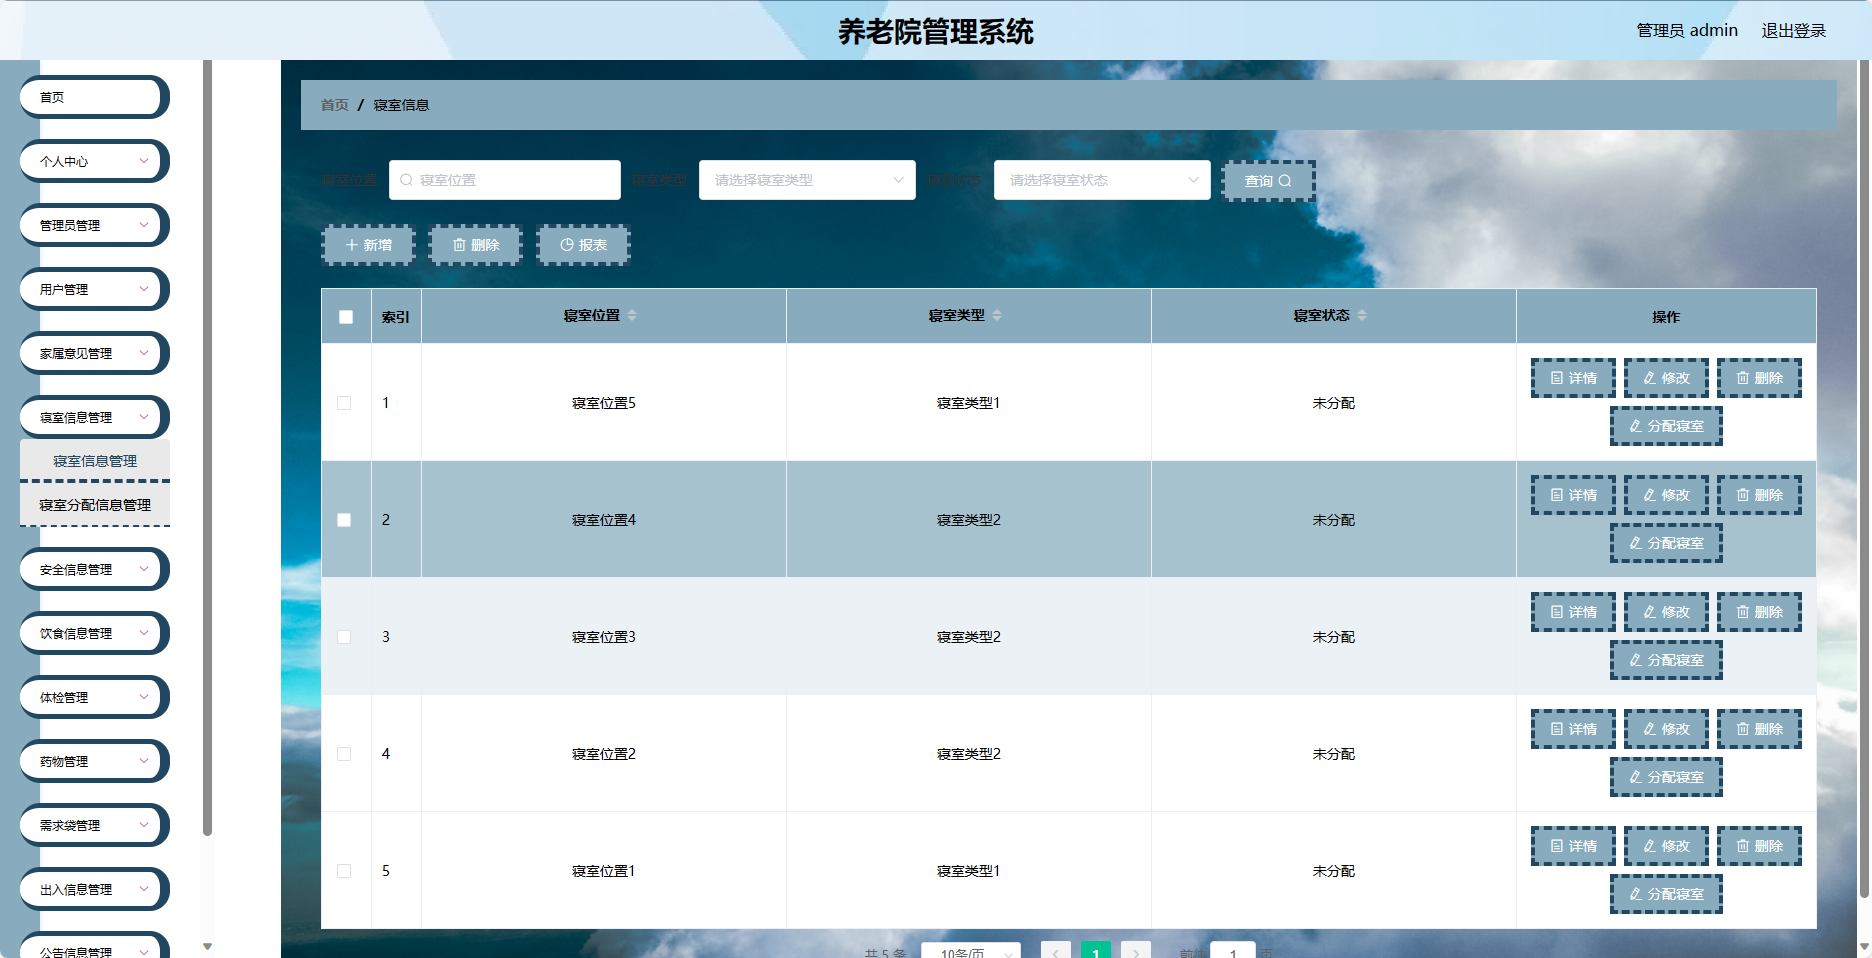 养老院管理系统
管理员 admin 退出登录
首页
个人中心
管理员管理
用户管理
家属意见管理
寝室信息管理
寝室信息管理
寝室分配信息管理
安全信息管理
饮食信息管理
体检管理
药物管理
需求袋管理
出入信息管理
公告信息管理
首页 / 寝室信息
寝室位置 寝室位置 寝室类型 请选择寝室类型 寝室状态 请选择寝室状态 查询
新增 删除 报表
索引 寝室位置 寝室类型 寝室状态 操作
1 寝室位置5 寝室类型1 未分配 详情 修改 删除
分配寝室
2 寝室位置4 寝室类型2 未分配 详情 修改 删除
分配寝室
3 寝室位置3 寝室类型2 未分配 详情 修改 删除
分配寝室
4 寝室位置2 寝室类型2 未分配 详情 修改 删除
分配寝室
5 寝室位置1 寝室类型1 未分配 详情 修改 删除
分配寝室
共 5 条 10条/页 1 前往 1 页